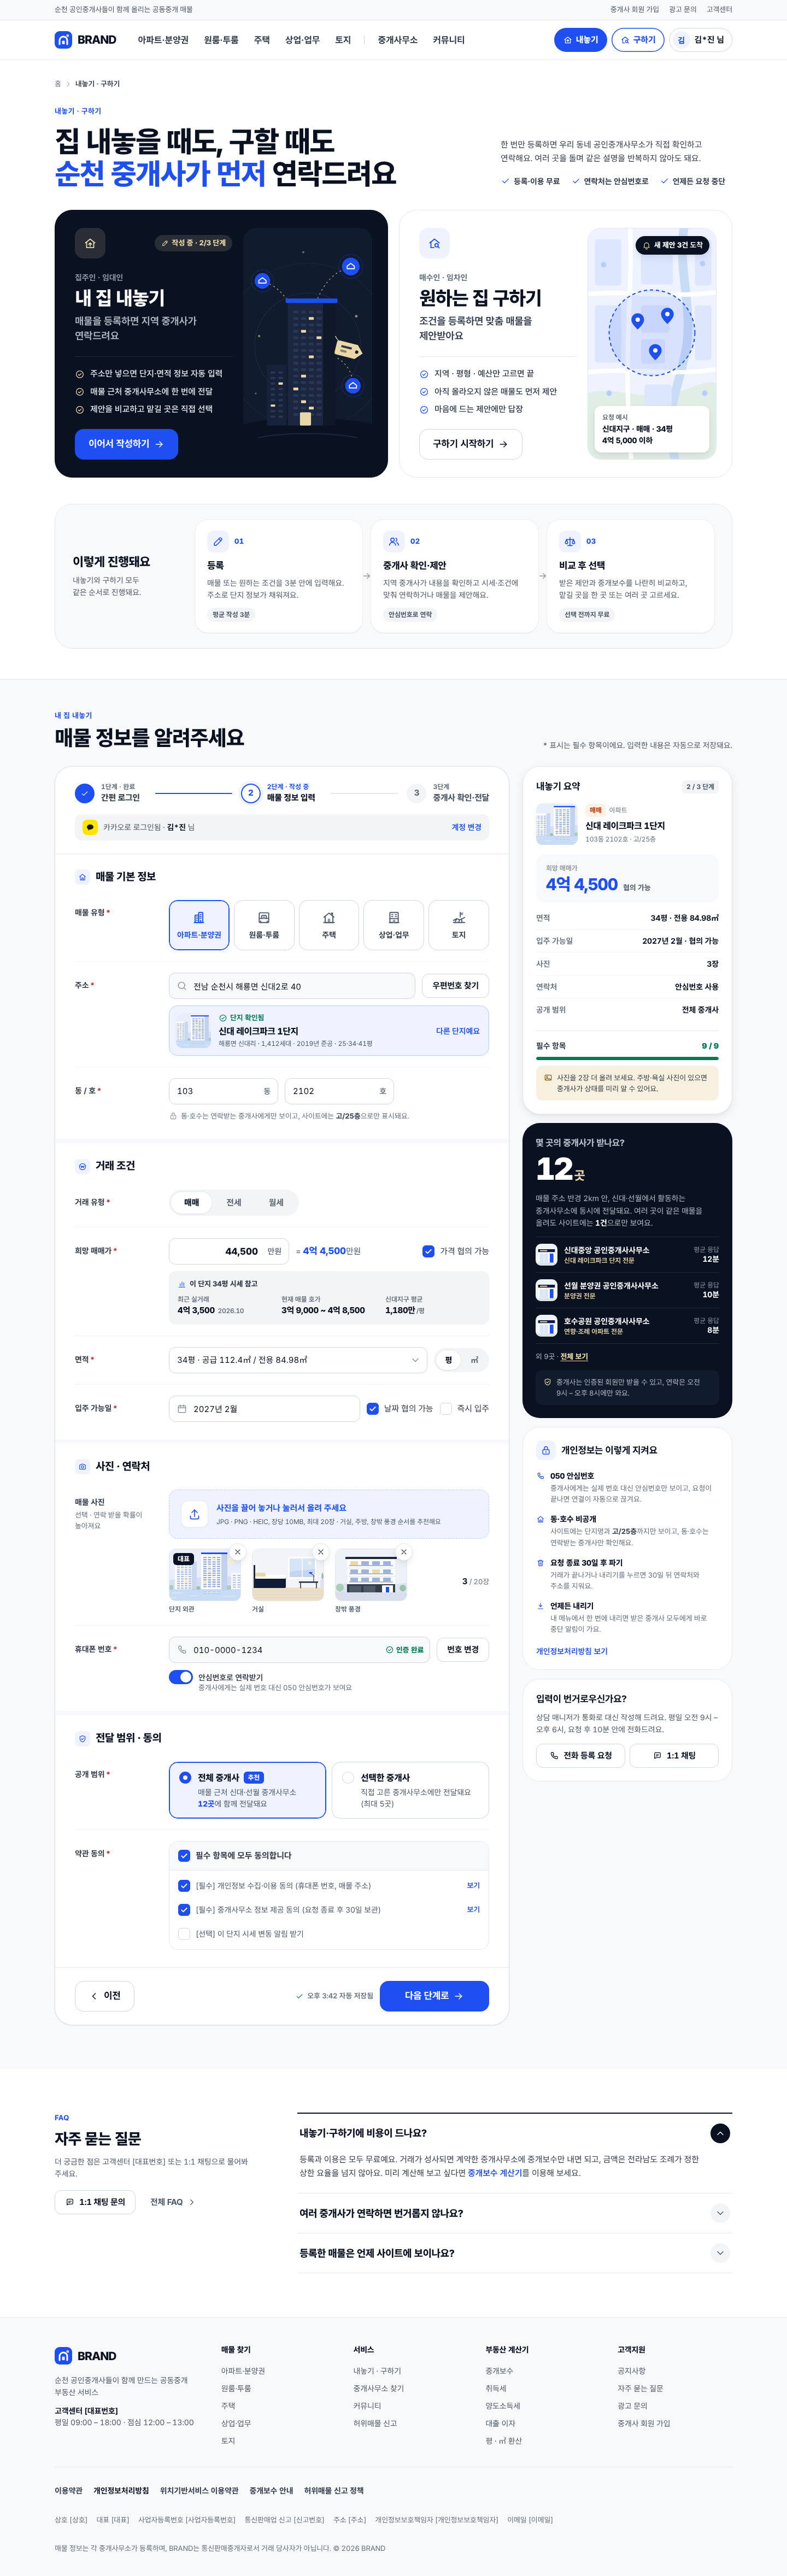 순천 공인중개사들이 함께 올리는 공동중개 매물
중개사 회원 가입 광고 문의 고객센터
BRAND 아파트·분양권 원룸·투룸 주택 상업·업무 토지 중개사무소 커뮤니티 내놓기 구하기 김 김*진 님
홈 > 내놓기 · 구하기
내놓기 · 구하기
집 내놓을 때도, 구할 때도
순천 중개사가 먼저 연락드려요
한 번만 등록하면 우리 동네 공인중개사무소가 직접 확인하고
연락해요. 여러 곳을 돌며 같은 설명을 반복하지 않아도 돼요.
등록·이용 무료 연락처는 안심번호로 언제든 요청 중단
작성 중 · 2/3 단계
집주인 · 임대인
내 집 내놓기
매물을 등록하면 지역 중개사가
연락드려요
주소만 넣으면 단지·면적 정보 자동 입력
매물 근처 중개사무소에 한 번에 전달
제안을 비교하고 맡길 곳은 직접 선택
이어서 작성하기
새 제안 3건 도착
매수인 · 임차인
원하는 집 구하기
조건을 등록하면 맞춤 매물을
제안받아요
지역 · 평형 · 예산만 고르면 끝
아직 올라오지 않은 매물도 먼저 제안
마음에 드는 제안에만 답장
구하기 시작하기
요청 예시
신대지구 · 매매 · 34평
4억 5,000 이하
이렇게 진행돼요
내놓기와 구하기 모두
같은 순서로 진행돼요.
01
등록
매물 또는 원하는 조건을 3분 안에 입력해요.
주소로 단지 정보가 채워져요.
평균 작성 3분
02
중개사 확인·제안
지역 중개사가 내용을 확인하고 시세·조건에
맞춰 연락하거나 매물을 제안해요.
안심번호로 연락
03
비교 후 선택
받은 제안과 중개보수를 나란히 비교하고,
맡길 곳을 한 곳 또는 여러 곳 고르세요.
선택 전까지 무료
내 집 내놓기
매물 정보를 알려주세요
* 표시는 필수 항목이에요. 입력한 내용은 자동으로 저장돼요.
1단계 · 완료
간편 로그인
2
2단계 · 작성 중
매물 정보 입력
3
3단계
중개사 확인·전달
카카오로 로그인됨 · 김*진 님 계정 변경
매물 기본 정보
매물 유형 *
아파트·분양권 원룸·투룸 주택 상업·업무 토지
주소 *
전남 순천시 해룡면 신대2로 40 우편번호 찾기
단지 확인됨
신대 레이크파크 1단지
해룡면 신대리 · 1,412세대 · 2019년 준공 · 25·34·41평
다른 단지예요
동 / 호 *
103 동 2102 호
동·호수는 연락받는 중개사에게만 보이고, 사이트에는 고/25층으로만 표시돼요.
거래 조건
거래 유형 *
매매 전세 월세
희망 매매가 *
44,500 만원 = 4억 4,500만원 가격 협의 가능
이 단지 34평 시세 참고
최근 실거래 현재 매물 호가 신대지구 평균
4억 3,500 2026.10 3억 9,000 ~ 4억 8,500 1,180만/평
면적 *
34평 · 공급 112.4㎡ / 전용 84.98㎡ 평 ㎡
입주 가능일 *
2027년 2월 날짜 협의 가능 즉시 입주
사진 · 연락처
매물 사진
선택 · 연락 받을 확률이
높아져요
사진을 끌어 놓거나 눌러서 올려 주세요
JPG · PNG · HEIC, 장당 10MB, 최대 20장 · 거실, 주방, 창밖 풍경 순서를 추천해요
대표
단지 외관 거실 창밖 풍경
3 / 20장
휴대폰 번호 *
010-0000-1234 인증 완료 번호 변경
안심번호로 연락받기
중개사에게는 실제 번호 대신 050 안심번호가 보여요
전달 범위 · 동의
공개 범위 *
전체 중개사 추천
매물 근처 신대·선월 중개사무소
12곳에 함께 전달돼요
선택한 중개사
직접 고른 중개사무소에만 전달돼요
(최대 5곳)
약관 동의 *
필수 항목에 모두 동의합니다
[필수] 개인정보 수집·이용 동의 (휴대폰 번호, 매물 주소) 보기
[필수] 중개사무소 정보 제공 동의 (요청 종료 후 30일 보관) 보기
[선택] 이 단지 시세 변동 알림 받기
이전 오후 3:42 자동 저장됨 다음 단계로
내놓기 요약 2 / 3 단계
매매 아파트
신대 레이크파크 1단지
103동 2102호 · 고/25층
희망 매매가
4억 4,500 협의 가능
면적 34평 · 전용 84.98㎡
입주 가능일 2027년 2월 · 협의 가능
사진 3장
연락처 안심번호 사용
공개 범위 전체 중개사
필수 항목 9 / 9
사진을 2장 더 올려 보세요. 주방·욕실 사진이 있으면
중개사가 상태를 미리 알 수 있어요.
몇 곳의 중개사가 받나요?
12곳
매물 주소 반경 2km 안, 신대·선월에서 활동하는
중개사무소에 동시에 전달돼요. 여러 곳이 같은 매물을
올려도 사이트에는 1건으로만 보여요.
신대중앙 공인중개사사무소 평균 응답
신대 레이크파크 단지 전문 12분
선월 분양권 공인중개사사무소 평균 응답
분양권 전문 10분
호수공원 공인중개사사무소 평균 응답
연향·조례 아파트 전문 8분
외 9곳 · 전체 보기
중개사는 인증된 회원만 받을 수 있고, 연락은 오전
9시 – 오후 8시에만 와요.
개인정보는 이렇게 지켜요
050 안심번호
중개사에게는 실제 번호 대신 안심번호만 보이고, 요청이
끝나면 연결이 자동으로 끊겨요.
동·호수 비공개
사이트에는 단지명과 고/25층까지만 보이고, 동·호수는
연락받는 중개사만 확인해요.
요청 종료 30일 후 파기
거래가 끝나거나 내리기를 누르면 30일 뒤 연락처와
주소를 지워요.
언제든 내리기
내 메뉴에서 한 번에 내리면 받은 중개사 모두에게 바로
중단 알림이 가요.
개인정보처리방침 보기
입력이 번거로우신가요?
상담 매니저가 통화로 대신 작성해 드려요. 평일 오전 9시 –
오후 6시, 요청 후 10분 안에 전화드려요.
전화 등록 요청 1:1 채팅
FAQ
자주 묻는 질문
더 궁금한 점은 고객센터 [대표번호] 또는 1:1 채팅으로 물어봐
주세요.
1:1 채팅 문의 전체 FAQ
내놓기·구하기에 비용이 드나요?
등록과 이용은 모두 무료예요. 거래가 성사되면 계약한 중개사무소에 중개보수만 내면 되고, 금액은 전라남도 조례가 정한
상한 요율을 넘지 않아요. 미리 계산해 보고 싶다면 중개보수 계산기를 이용해 보세요.
여러 중개사가 연락하면 번거롭지 않나요?
등록한 매물은 언제 사이트에 보이나요?
BRAND
순천 공인중개사들이 함께 만드는 공동중개
부동산 서비스
고객센터 [대표번호]
평일 09:00 – 18:00 · 점심 12:00 – 13:00
매물 찾기
아파트·분양권
원룸·투룸
주택
상업·업무
토지
서비스
내놓기 · 구하기
중개사무소 찾기
커뮤니티
허위매물 신고
부동산 계산기
중개보수
취득세
양도소득세
대출 이자
평 · ㎡ 환산
고객지원
공지사항
자주 묻는 질문
광고 문의
중개사 회원 가입
이용약관 개인정보처리방침 위치기반서비스 이용약관 중개보수 안내 허위매물 신고 정책
상호 [상호] 대표 [대표] 사업자등록번호 [사업자등록번호] 통신판매업 신고 [신고번호] 주소 [주소] 개인정보보호책임자 [개인정보보호책임자] 이메일 [이메일]
매물 정보는 각 중개사무소가 등록하며, BRAND는 통신판매중개자로서 거래 당사자가 아닙니다. © 2026 BRAND